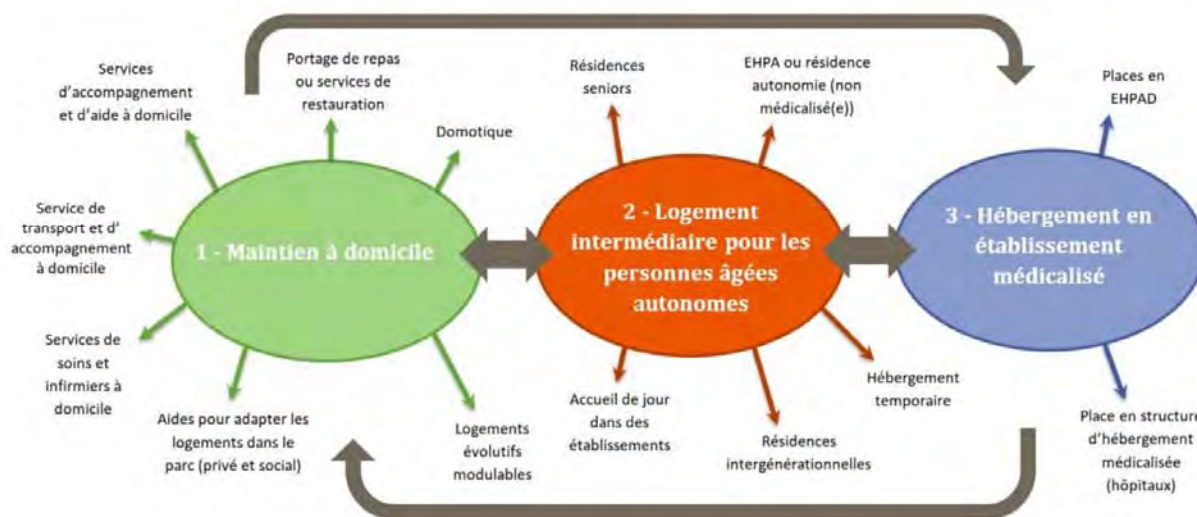 Services
d’accompagnement
et d’aide à domicile
Portage de repas
ou services de
restauration
Domotique
Service de
transport et d’
accompagnement
à domicile
1 - Maintien à domicile
Services de
soins et
infirmiers à
domicile
Aides pour adapter les
logements dans le
parc (privé et social)
Logements
évolutifs
modulables
Résidences
seniors
EHPA ou résidence
autonomie (non
médicalisé(e))
2 - Logement
intermédiaire pour les
personnes âgées
autonomes
Accueil de jour
dans des
établissements
Résidences
intergénérationnelles
Hébergement
temporaire
Places en
EHPAD
3 - Hébergement en
établissement
médicalisé
Place en structure
d’hébergement
médicalisée
(hôpitaux)